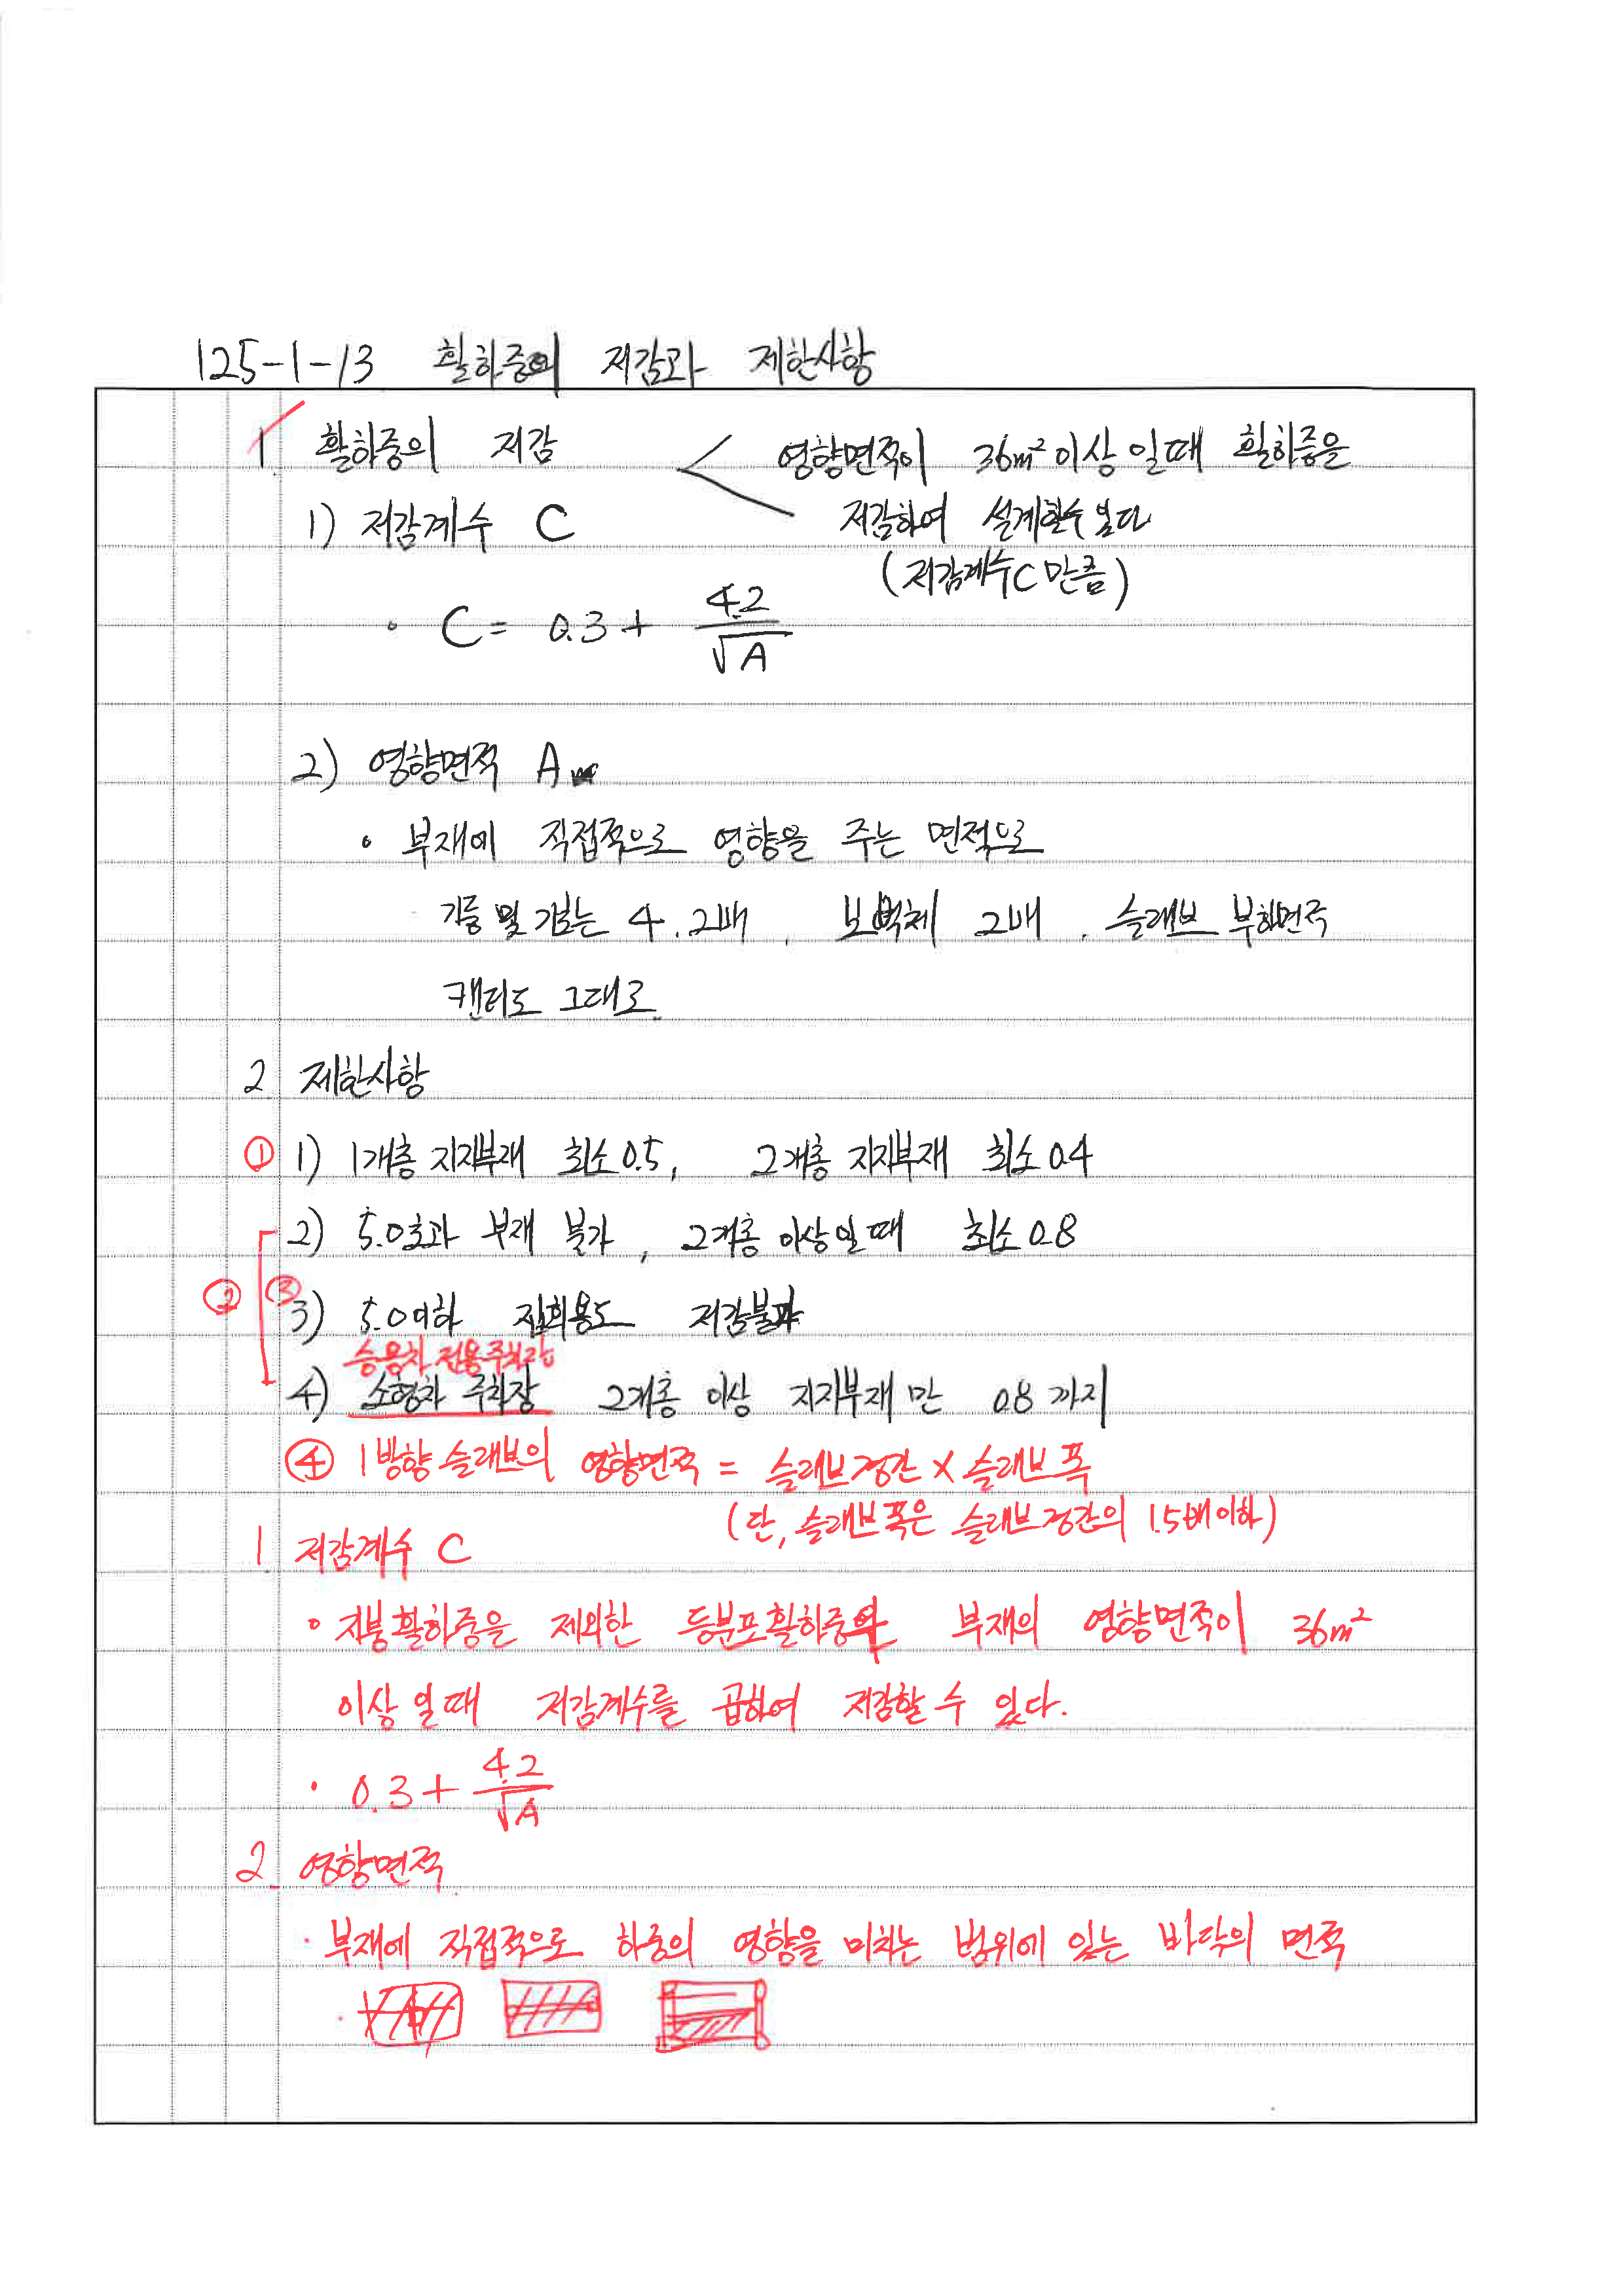 125-1-13 활하중의 저감과 제한사항
1. 활하중의 저감 < 영향면적이 36m² 이상 일때 활하중을
1) 저감계수 C 저감하여 설계할수 있다
(저감계수C 만큼)
• C = 0.3 + 4.2/√A
2) 영향면적 A
• 부재에 직접적으로 영향을 주는 면적으로
기둥 및 기초는 4.2배, 보 벽체 2배, 슬래브 부하면적
캔티도 그대로.
2. 제한사항
① 1) 1개층 지지부재 최소 0.5, 2개층 지지부재 최소 0.4
2) 5.0초과 부재 불가, 2개층 이상일때 최소 0.8
② ③ 3) 5.0이하 집회용도 저감불가
승용차 전용주차장
4) 소형차 주차장 2개층 이상 지지부재만 0.8 까지
④ 1방향 슬래브의 영향면적 = 슬래브경간 × 슬래브폭
(단, 슬래브폭은 슬래브경간의 1.5배이하)
1 저감계수 C
• 지붕활하중을 제외한 등분포활하중은 부재의 영향면적이 36m²
이상 일때 저감계수를 곱하여 저감할 수 있다.
• 0.3 + 4.2/√A
2. 영향면적
• 부재에 직접적으로 하중의 영향을 미치는 범위에 있는 바닥의 면적